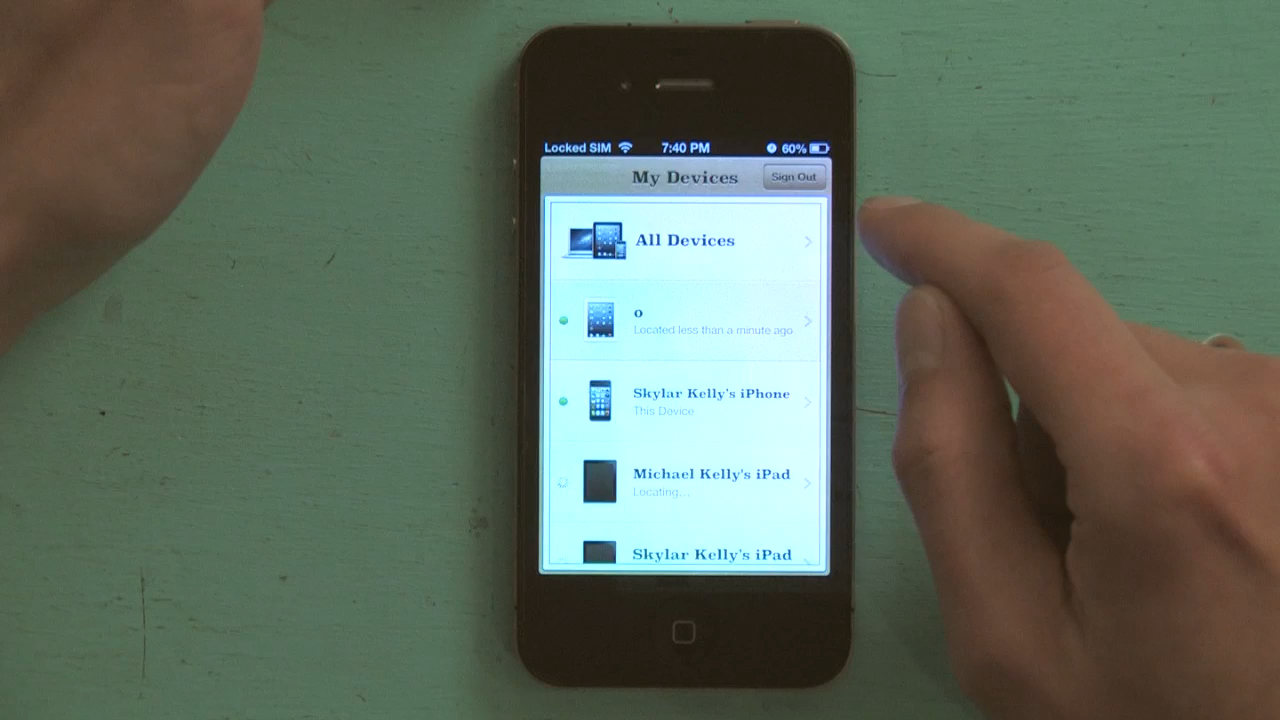 Locked SIM 7:40 PM 60%
My Devices Sign Out
All Devices
o
Located less than a minute ago
Skylar Kelly's iPhone
This Device
Michael Kelly's iPad
Locating...
Skylar Kelly's iPad